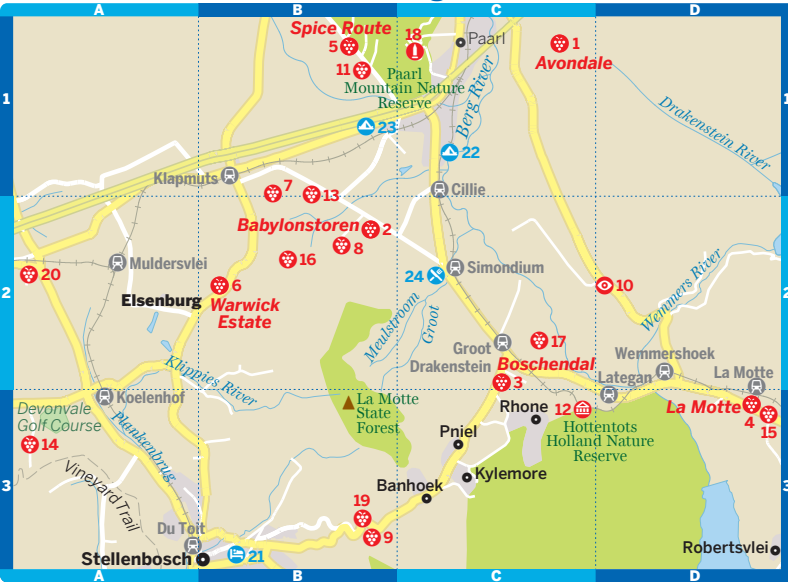 A B C D
Spice Route
5
18
Paarl
1
Avondale
11
Paarl
Mountain Nature
Reserve
1
1
Berg River
Drakenstein River
23
22
Klapmuts
7
13
Cillie
Babylonstoren
2
8
16
20
Muldersvlei
24
Simondium
10
Wemmers River
2
2
6
Elsenburg
Warwick
Estate
Meulstroom
Groot
Groot
Drakenstein
17
Boschendal
3
Wemmershoek
La Motte
Lategan
Klippies River
Koelenhof
La Motte
State
Forest
Rhone
12
La Motte
4
15
Devonvale
Golf Course
14
Plankenbrug
Hottentots
Holland Nature
Reserve
Pniel
Vineyard Trail
Kylemore
Banhoek
3
3
19
9
Du Toit
Stellenbosch
21
Robertsvlei
A B C D